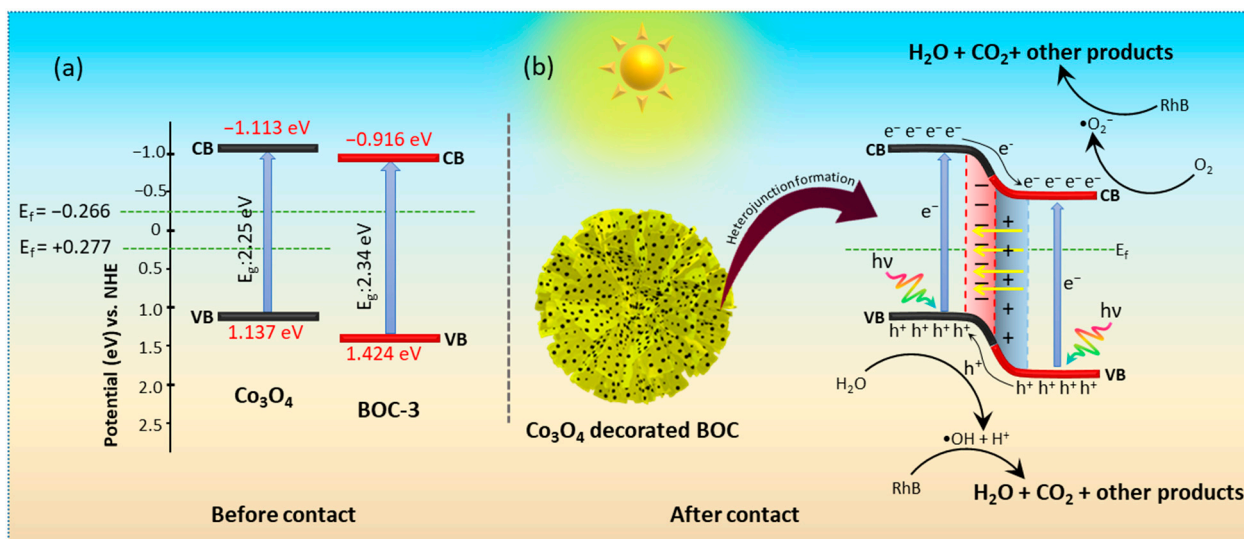 (a)
−1.113 eV
−0.916 eV
CB
CB
−1.0
−0.5
0
0.5
1.0
1.5
2.0
2.5
Potential (eV) vs. NHE
E_f = −0.266
E_f = +0.277
E_g:2.25 eV
E_g:2.34 eV
VB
VB
1.137 eV
1.424 eV
Co₃O₄
BOC-3
Before contact
(b)
Heterojunction formation
Co₃O₄ decorated BOC
After contact
H₂O + CO₂+ other products
RhB
•O₂⁻
O₂
e⁻ e⁻ e⁻ e⁻
CB
e⁻
e⁻ e⁻ e⁻ e⁻
CB
e⁻
− +
− +
− +
− +
− +
−
E_f
hν
e⁻
hν
VB
h⁺ h⁺ h⁺ h⁺
h⁺
h⁺ h⁺ h⁺ h⁺
VB
H₂O
•OH + H⁺
RhB
H₂O + CO₂ + other products